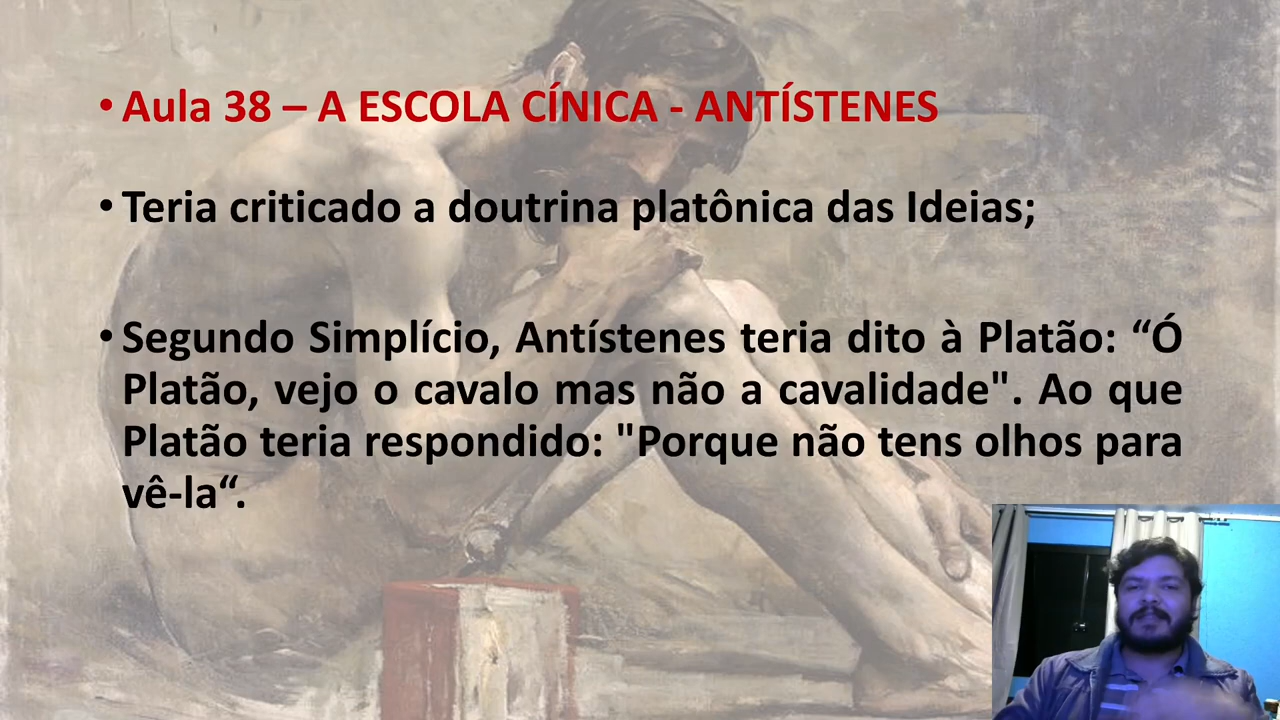 • Aula 38 – A ESCOLA CÍNICA - ANTÍSTENES
• Teria criticado a doutrina platônica das Ideias;
• Segundo Simplício, Antístenes teria dito à Platão: “Ó
Platão, vejo o cavalo mas não a cavalidade". Ao que
Platão teria respondido: "Porque não tens olhos para
vê-la“.